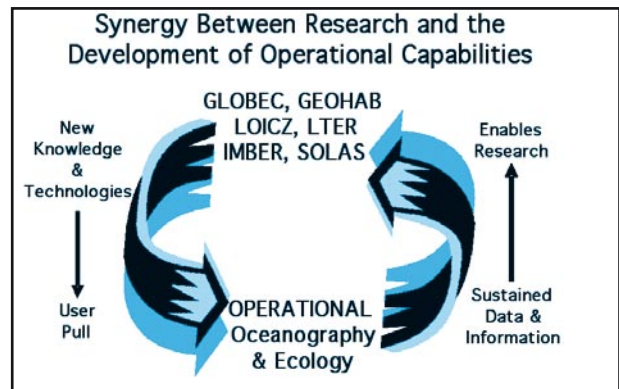 Synergy Between Research and the
Development of Operational Capabilities
GLOBEC, GEOHAB
LOICZ, LTER
IMBER, SOLAS
New
Knowledge
&
Technologies
User
Pull
Enables
Research
Sustained
Data &
Information
OPERATIONAL
Oceanography
& Ecology